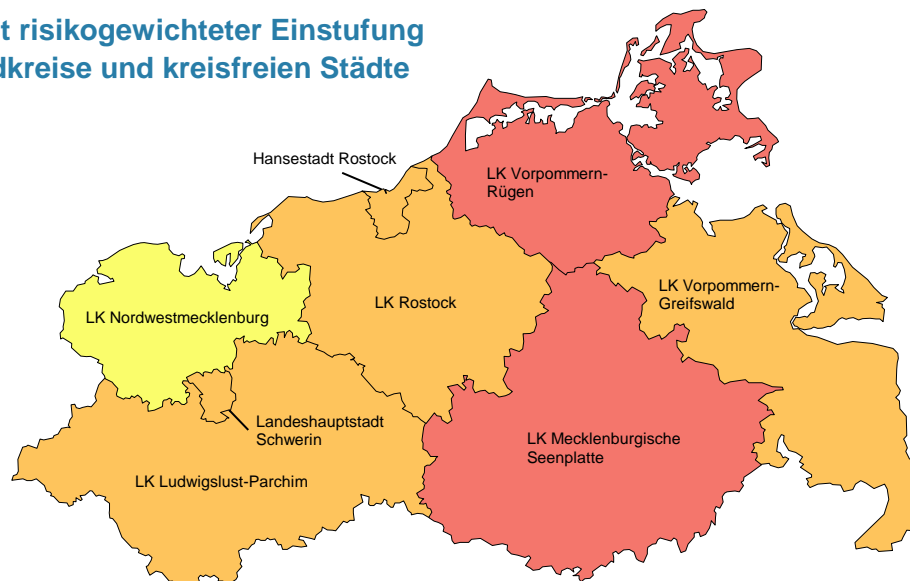 t risikogewichteter Einstufung
dkreise und kreisfreien Städte
Hansestadt Rostock
LK Vorpommern-
Rügen
LK Vorpommern-
Greifswald
LK Rostock
LK Nordwestmecklenburg
Landeshauptstadt
Schwerin
LK Mecklenburgische
Seenplatte
LK Ludwigslust-Parchim